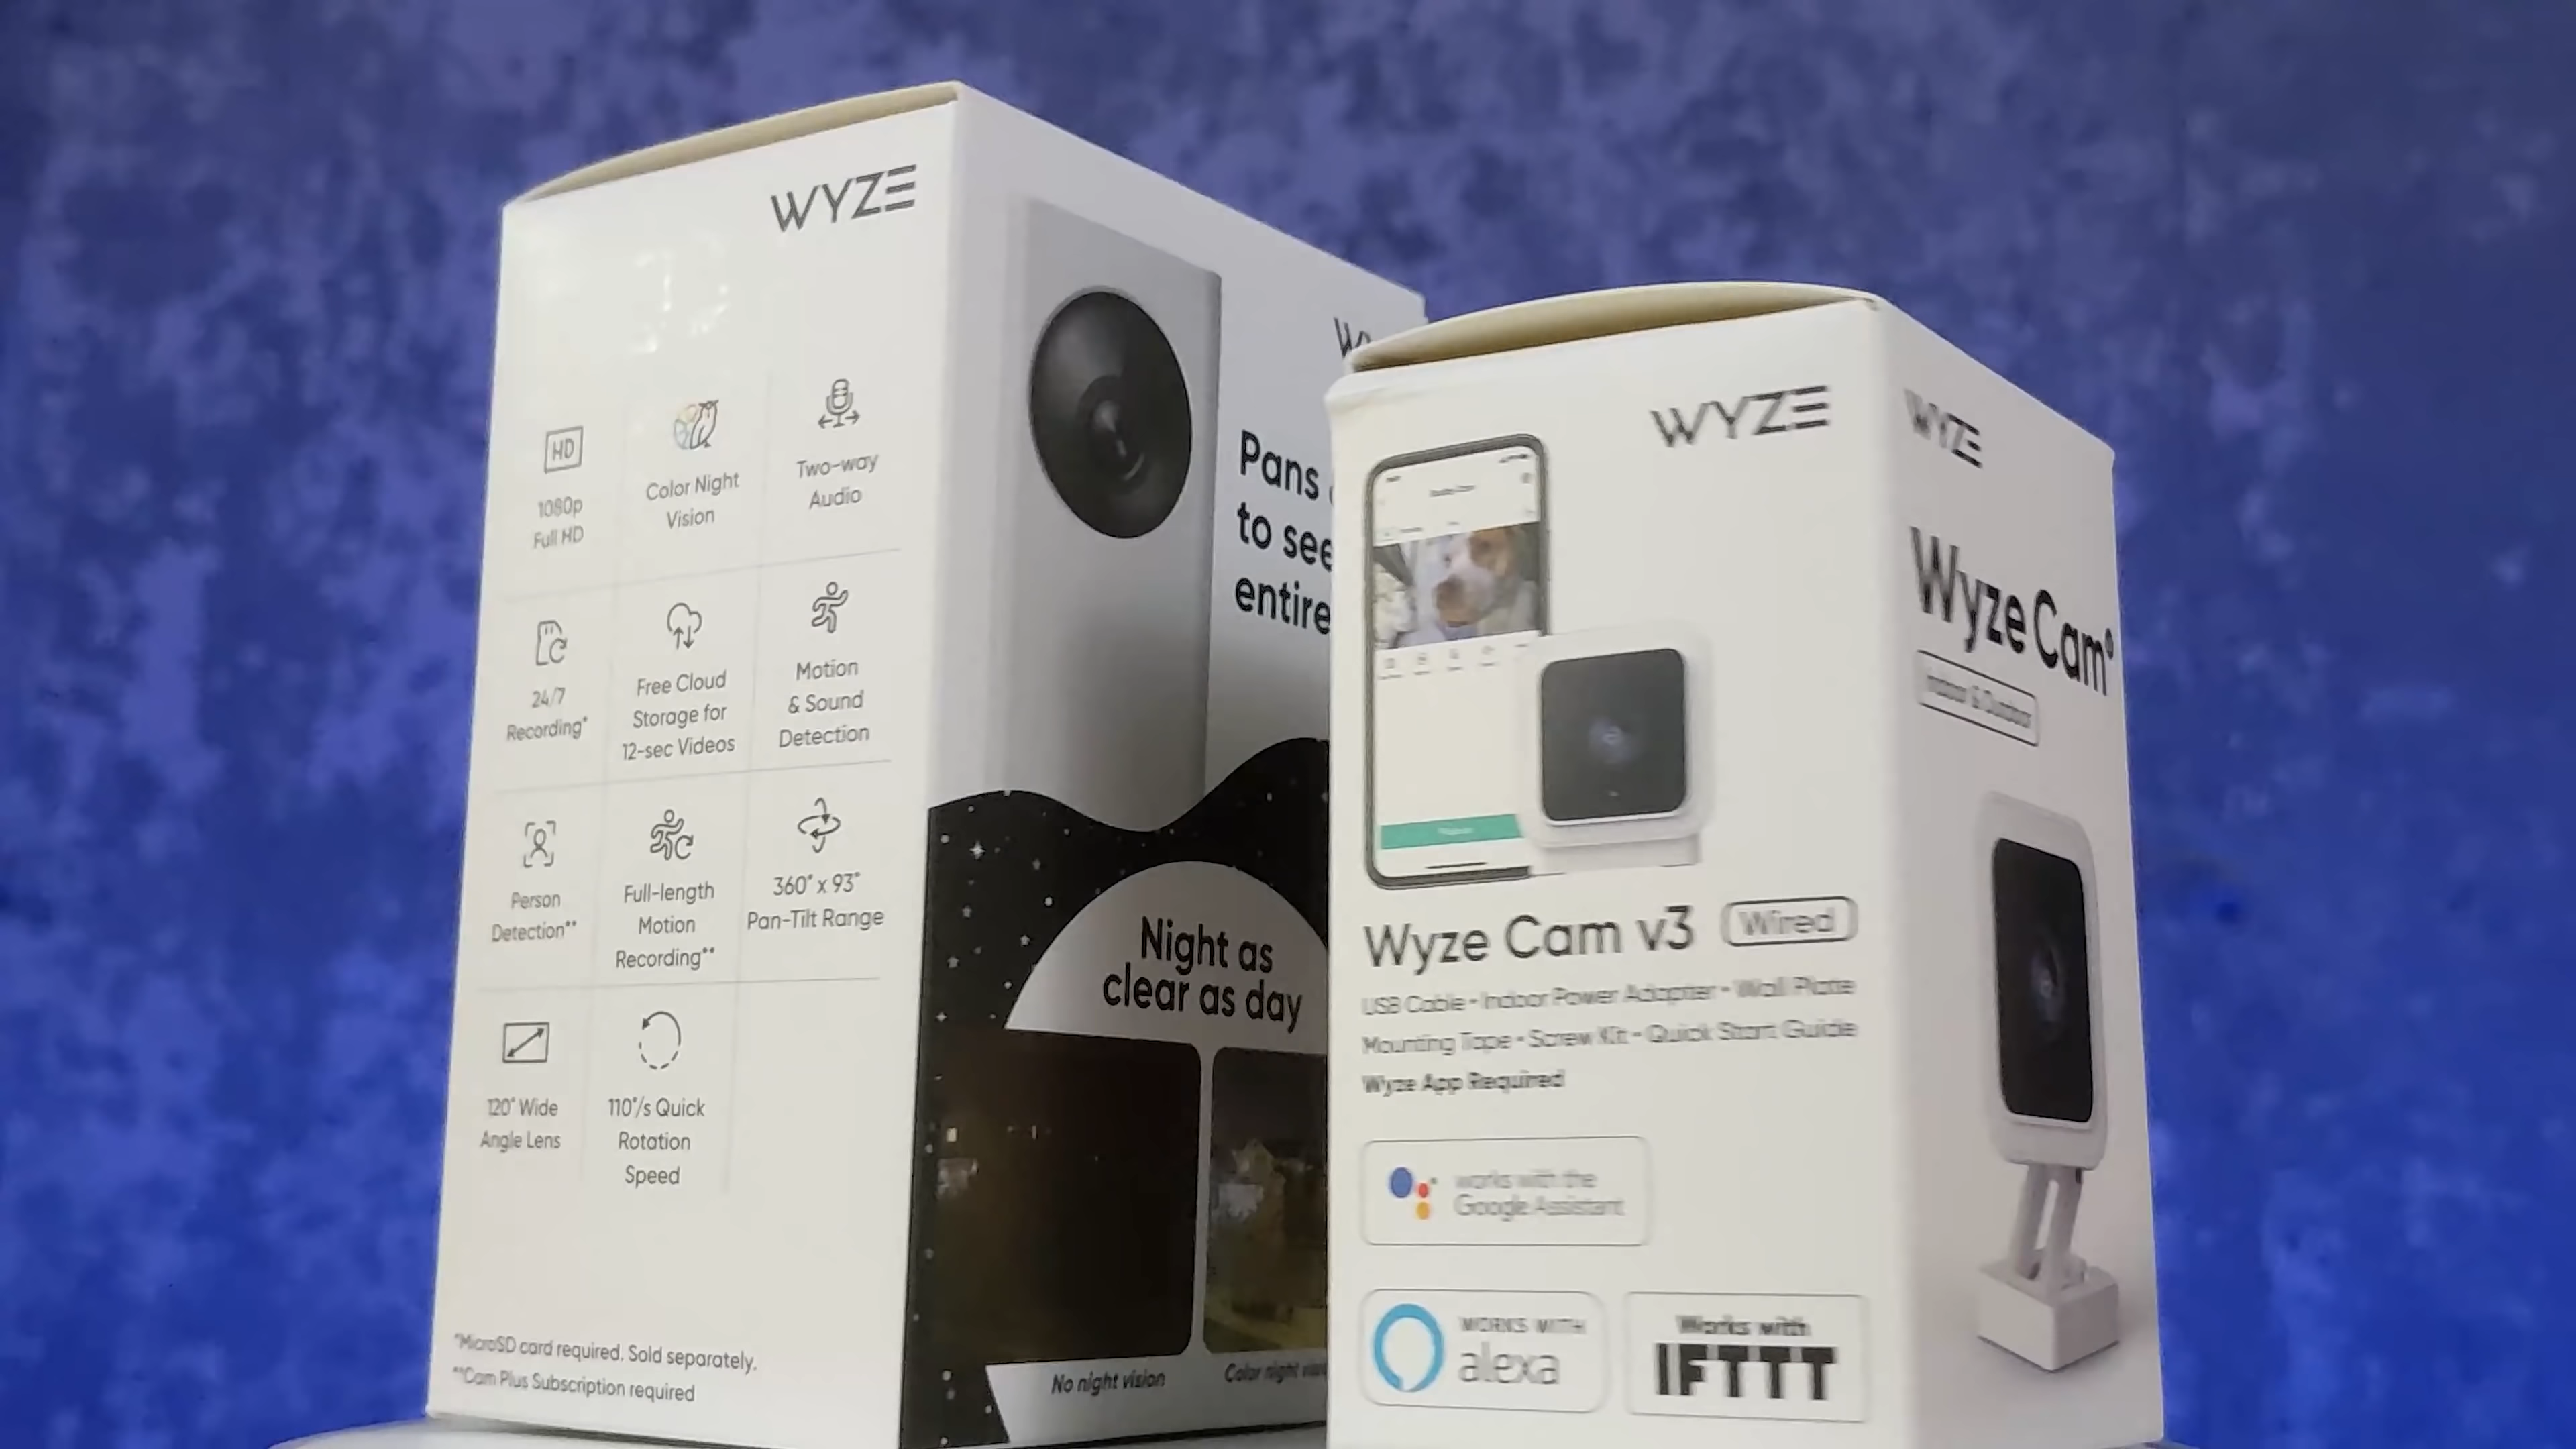 WYZE
HD
1080p
Full HD
Color Night
Vision
Two-way
Audio
24/7
Recording*
Free Cloud
Storage for
12-sec Videos
Motion
& Sound
Detection
Person
Detection**
Full-length
Motion
Recording**
360° x 93°
Pan-Tilt Range
120° Wide
Angle Lens
110°/s Quick
Rotation
Speed
*MicroSD card required. Sold separately.
**Cam Plus Subscription required
Pans
to see
entire
Night as
clear as day
No night vision
Color night
WYZE
Wyze Cam v3 Wired
USB Cable - Indoor Power Adapter - Wall Plate
Mounting Tape - Screw Kit - Quick Start Guide
Wyze App Required
works with the
Google Assistant
WORKS WITH
alexa
Works with
IFTTT
WYZE
Wyze Cam
Indoor & Outdoor